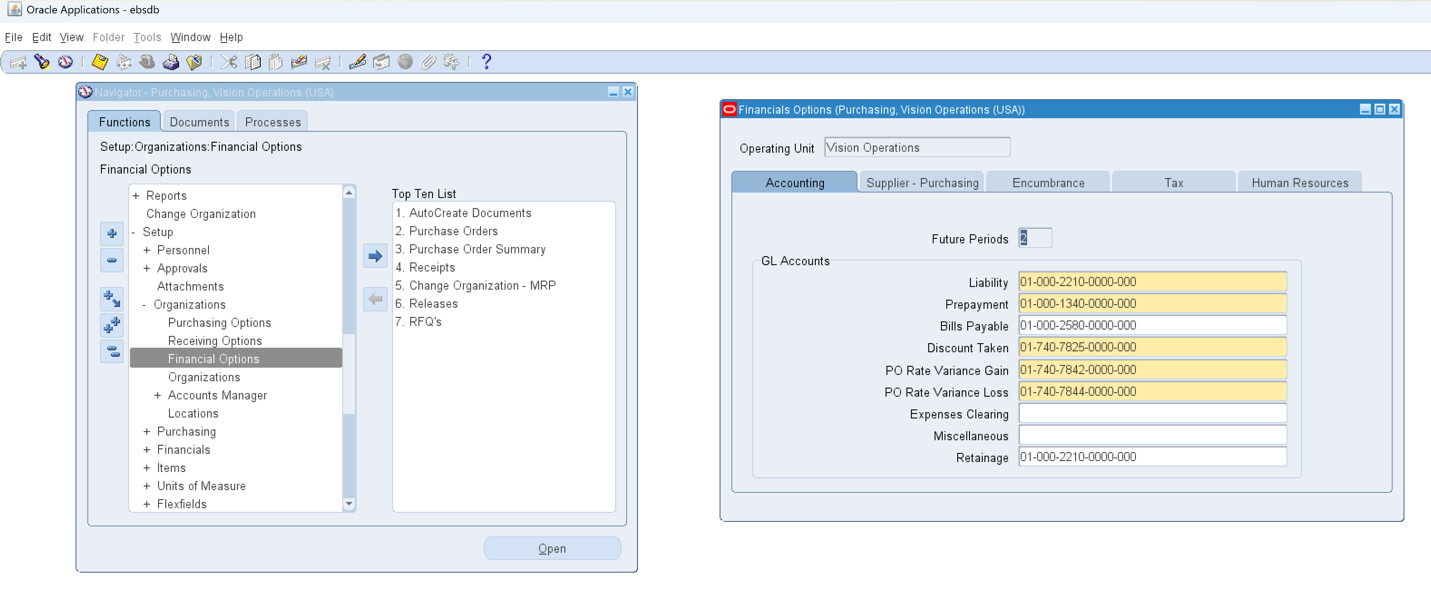 Oracle Applications - ebsdb
File Edit View Folder Tools Window Help
?
Navigator - Purchasing, Vision Operations (USA)
Functions Documents Processes
Setup:Organizations:Financial Options
Financial Options
+ Reports
Change Organization
- Setup
+ Personnel
+ Approvals
Attachments
- Organizations
Purchasing Options
Receiving Options
Financial Options
Organizations
+ Accounts Manager
Locations
+ Purchasing
+ Financials
+ Items
+ Units of Measure
+ Flexfields
Top Ten List
1. AutoCreate Documents
2. Purchase Orders
3. Purchase Order Summary
4. Receipts
5. Change Organization - MRP
6. Releases
7. RFQ's
Open
Financials Options (Purchasing, Vision Operations (USA))
Operating Unit Vision Operations
Accounting Supplier - Purchasing Encumbrance Tax Human Resources
Future Periods 2
GL Accounts
Liability 01-000-2210-0000-000
Prepayment 01-000-1340-0000-000
Bills Payable 01-000-2580-0000-000
Discount Taken 01-740-7825-0000-000
PO Rate Variance Gain 01-740-7842-0000-000
PO Rate Variance Loss 01-740-7844-0000-000
Expenses Clearing
Miscellaneous
Retainage 01-000-2210-0000-000